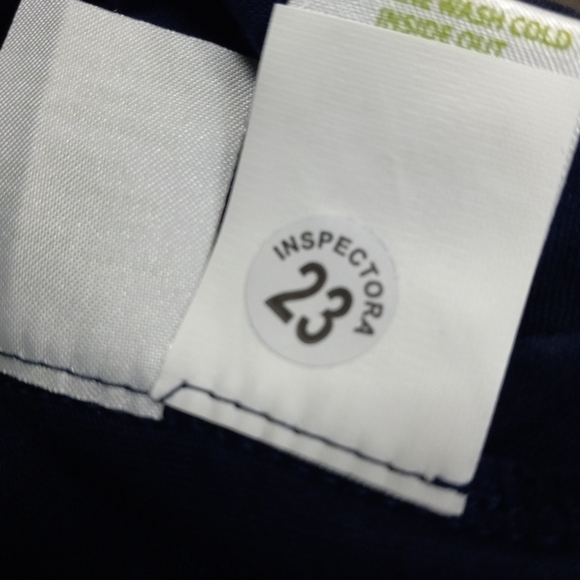 WASH COLD
INSIDE OUT
INSPECTORA
23